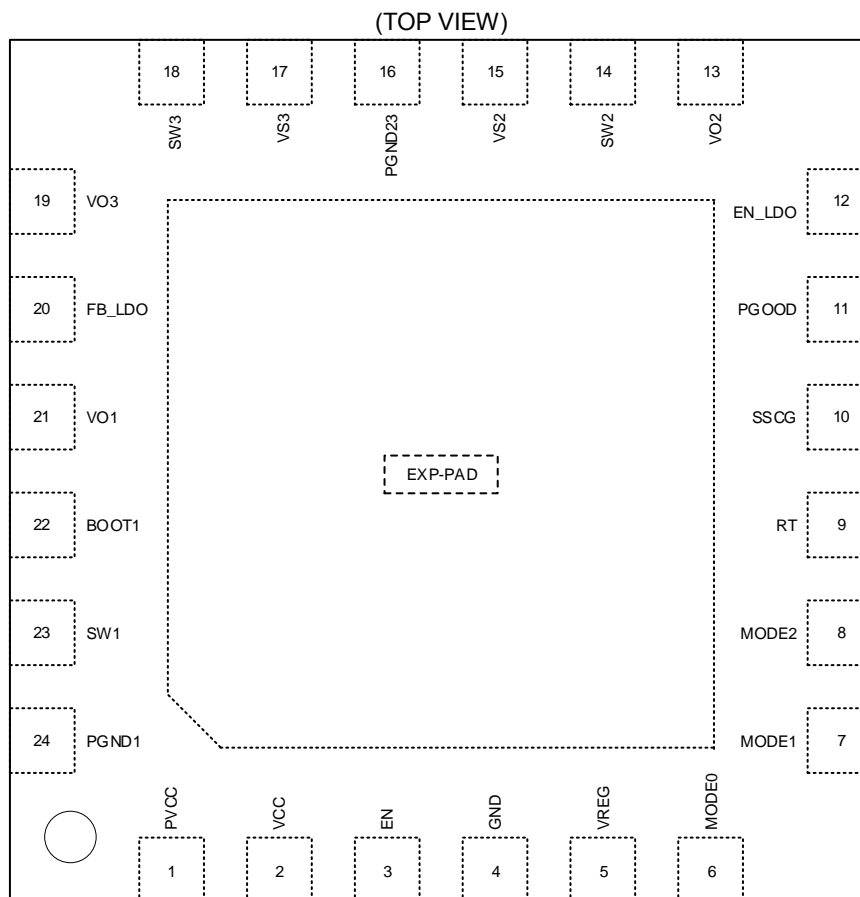 (TOP VIEW)
18 17 16 15 14 13
SW3 VS3 PGND23 VS2 SW2 VO2
19 VO3
EN_LDO 12
20 FB_LDO
PGOOD 11
21 VO1
SSCG 10
EXP-PAD
22 BOOT1
RT 9
23 SW1
MODE2 8
24 PGND1
MODE1 7
PVCC VCC EN GND VREG MODE0
1 2 3 4 5 6